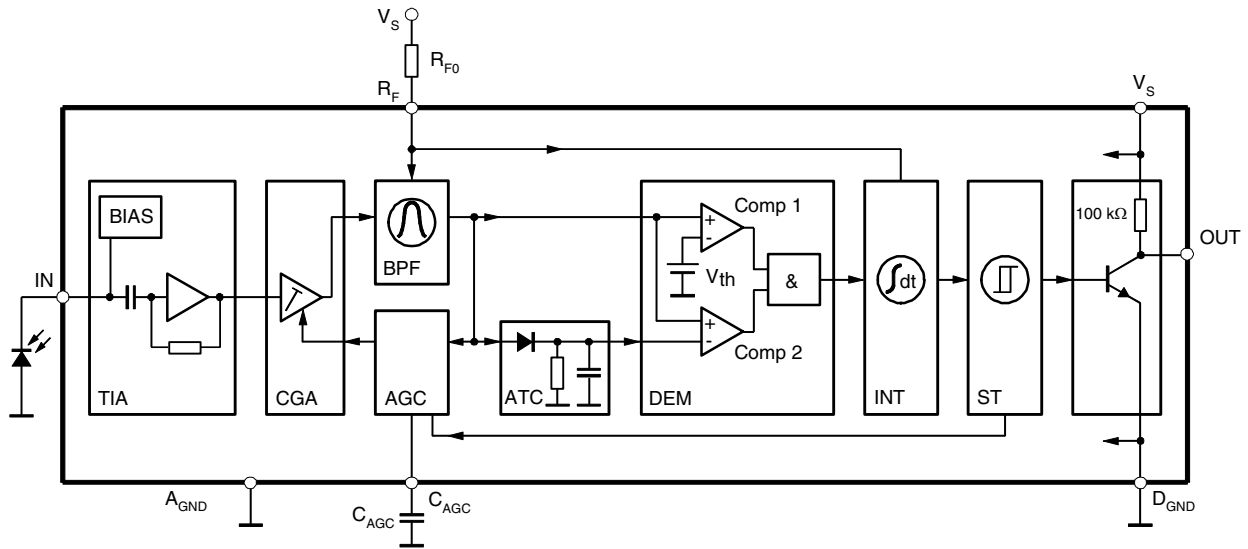 V_S
R_F0
R_F
V_S
BIAS
100 kΩ
Comp 1
OUT
IN
BPF
V_th
&
∫dt
Comp 2
TIA
CGA
AGC
ATC
DEM
INT
ST
+
-
+
-
A_GND
C_AGC
C_AGC
D_GND